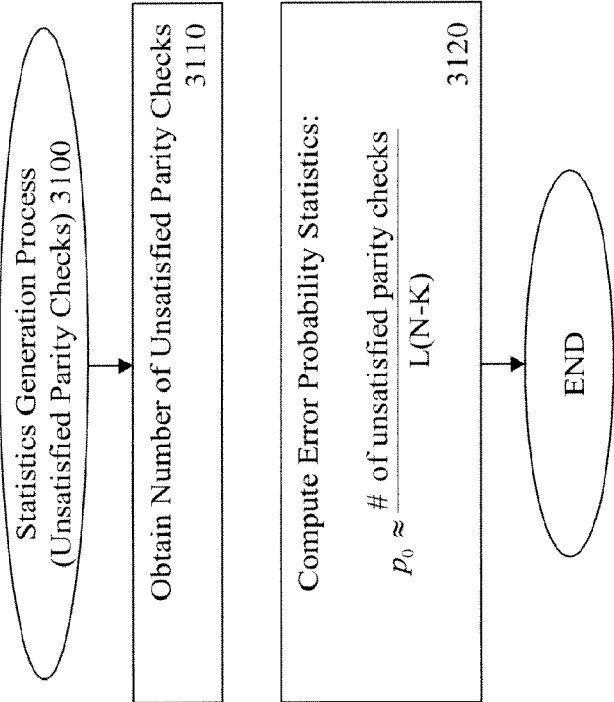 Statistics Generation Process
(Unsatisfied Parity Checks) 3100
Obtain Number of Unsatisfied Parity Checks
3110
Compute Error Probability Statistics:
p₀ ≈ # of unsatisfied parity checks
L(N-K)
3120
END